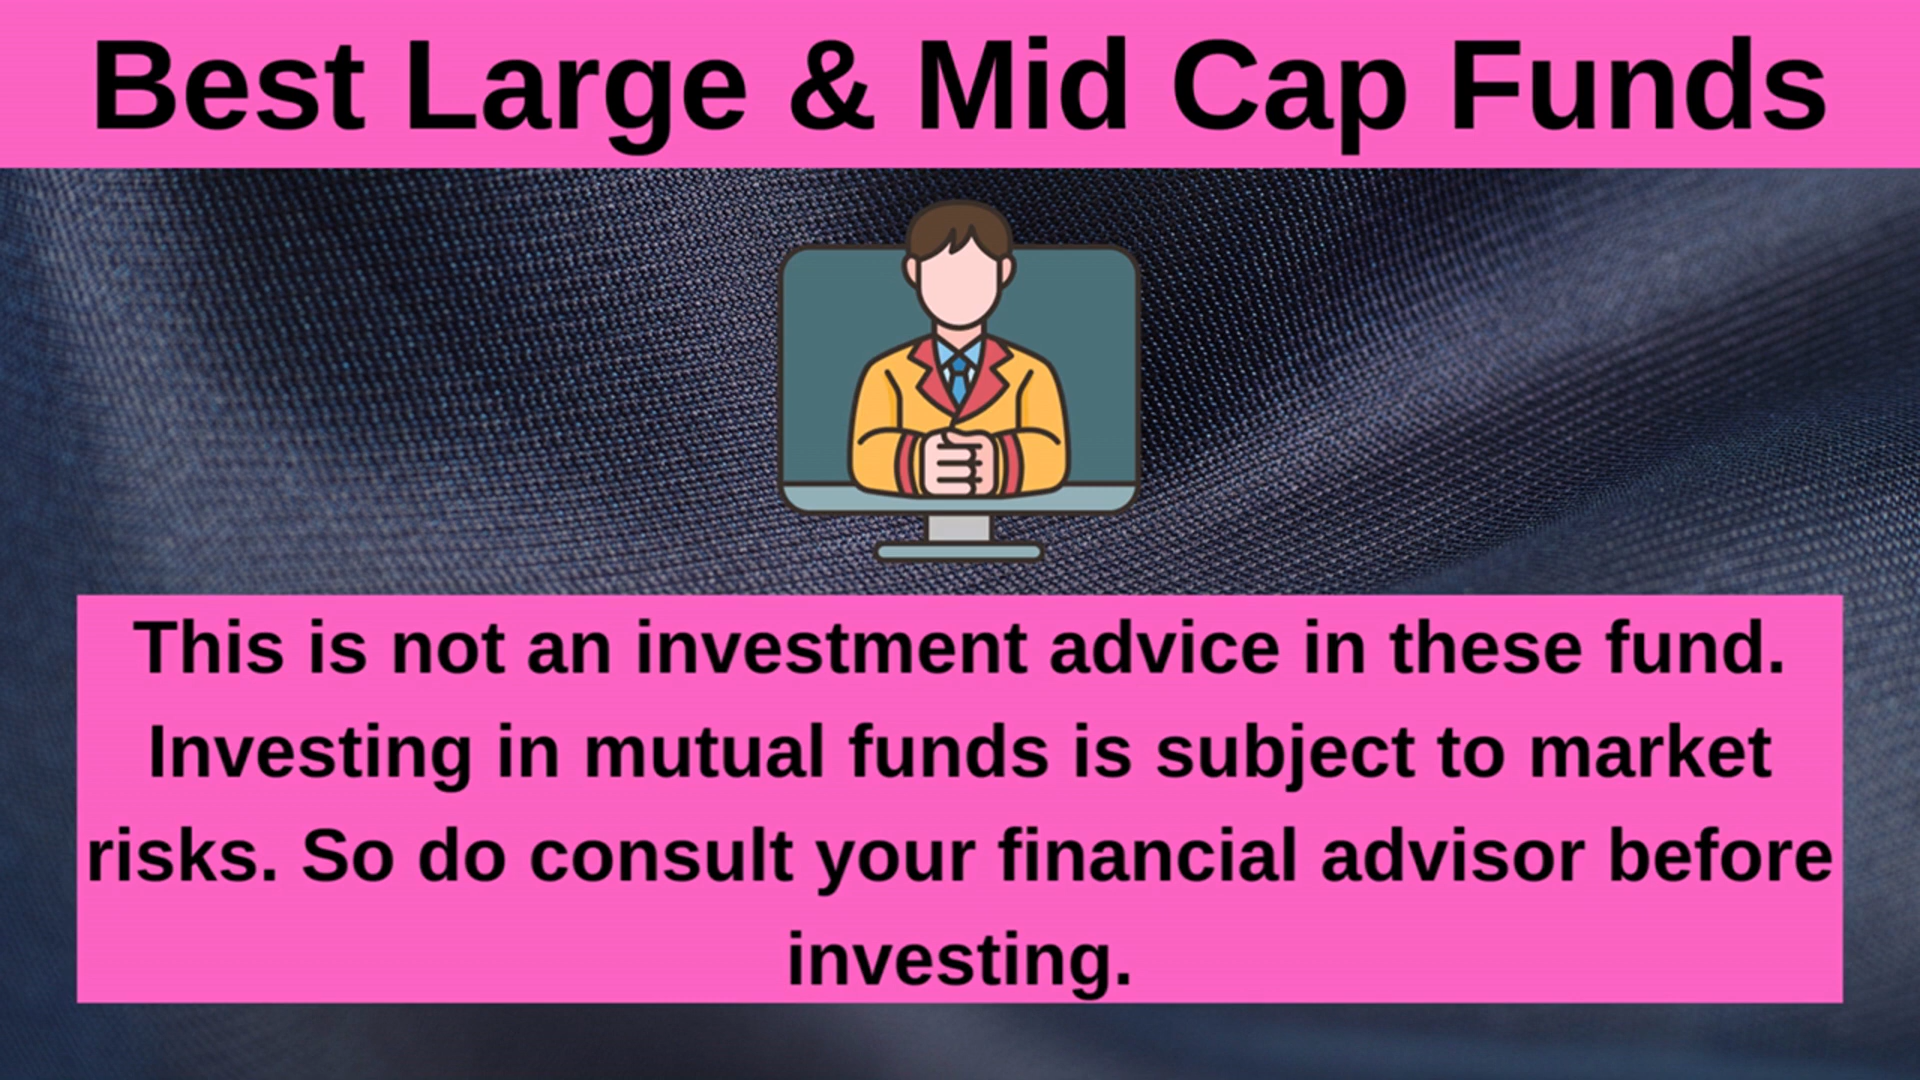 Best Large & Mid Cap Funds
This is not an investment advice in these fund.
Investing in mutual funds is subject to market
risks. So do consult your financial advisor before
investing.